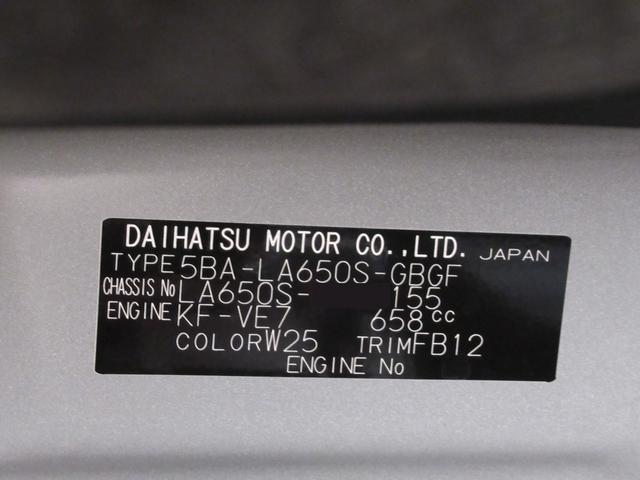 DAIHATSU MOTOR CO.,LTD. JAPAN
TYPE 5BA-LA650S-GBGF
CHASSIS No LA650S- 155
ENGINE KF-VE7 658cc
COLOR W25 TRIM FB12
ENGINE No